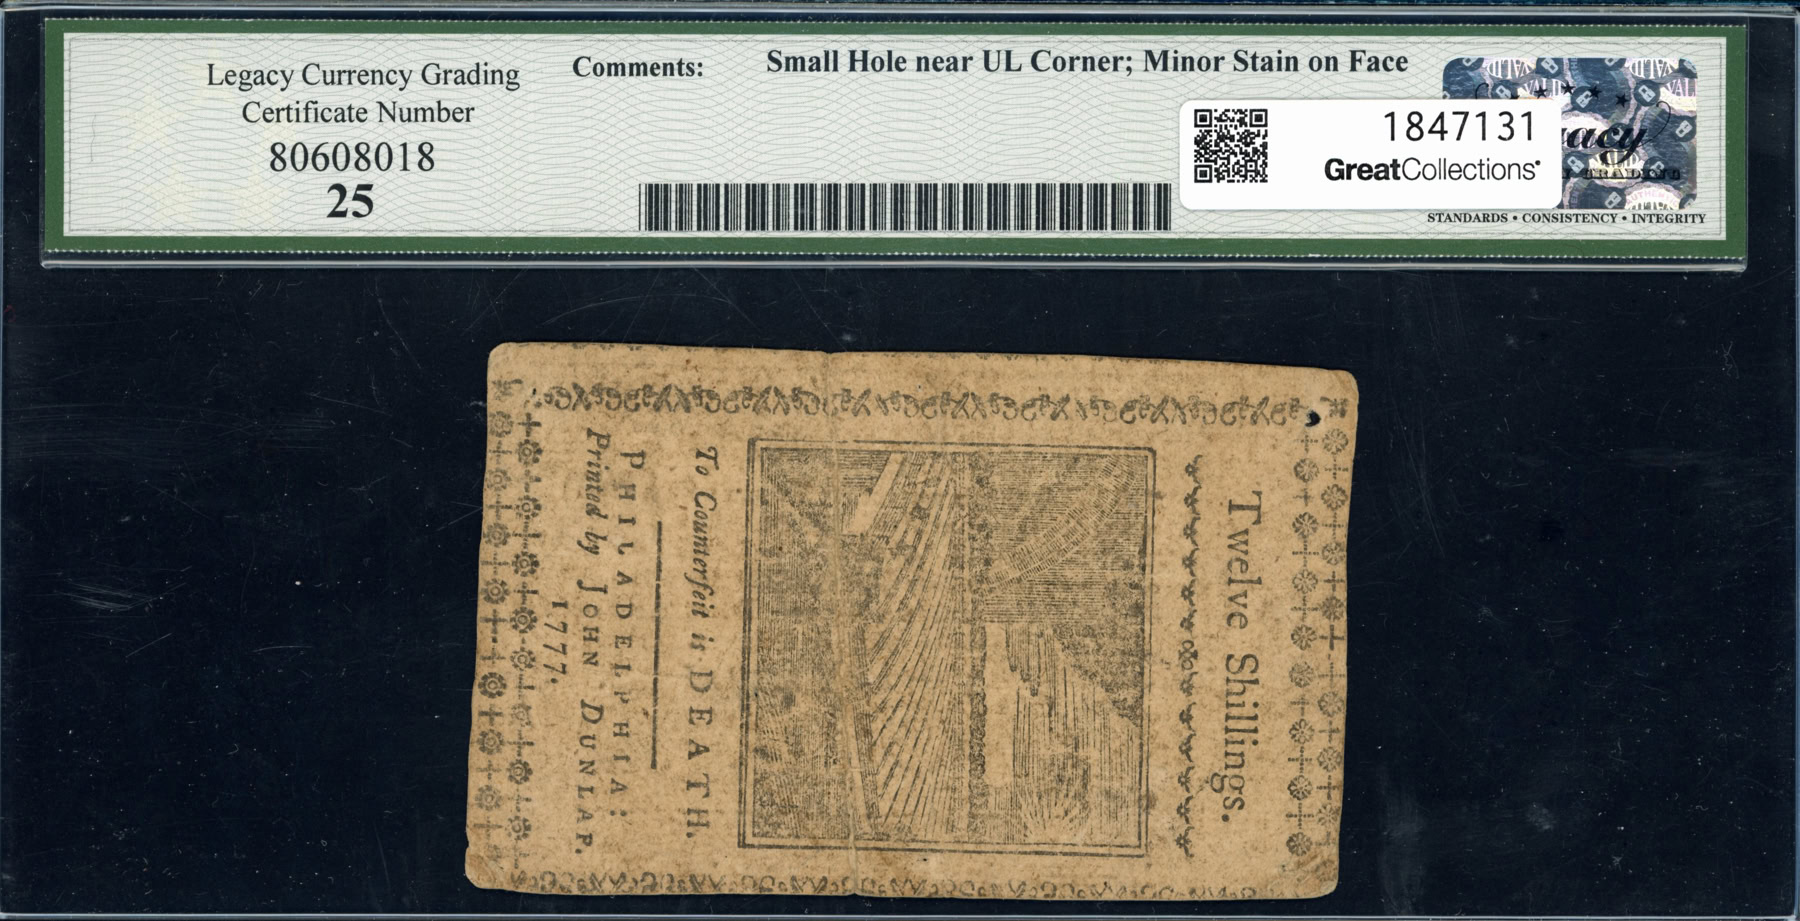 Legacy Currency Grading
Certificate Number
80608018
25
Comments:
Small Hole near UL Corner; Minor Stain on Face
1847131
GreatCollections
acy
STANDARDS • CONSISTENCY • INTEGRITY
Twelve Shillings.
To Counterfeit is DEATH.
PHILADELPHIA:
Printed by JOHN DUNLAP.
1777.